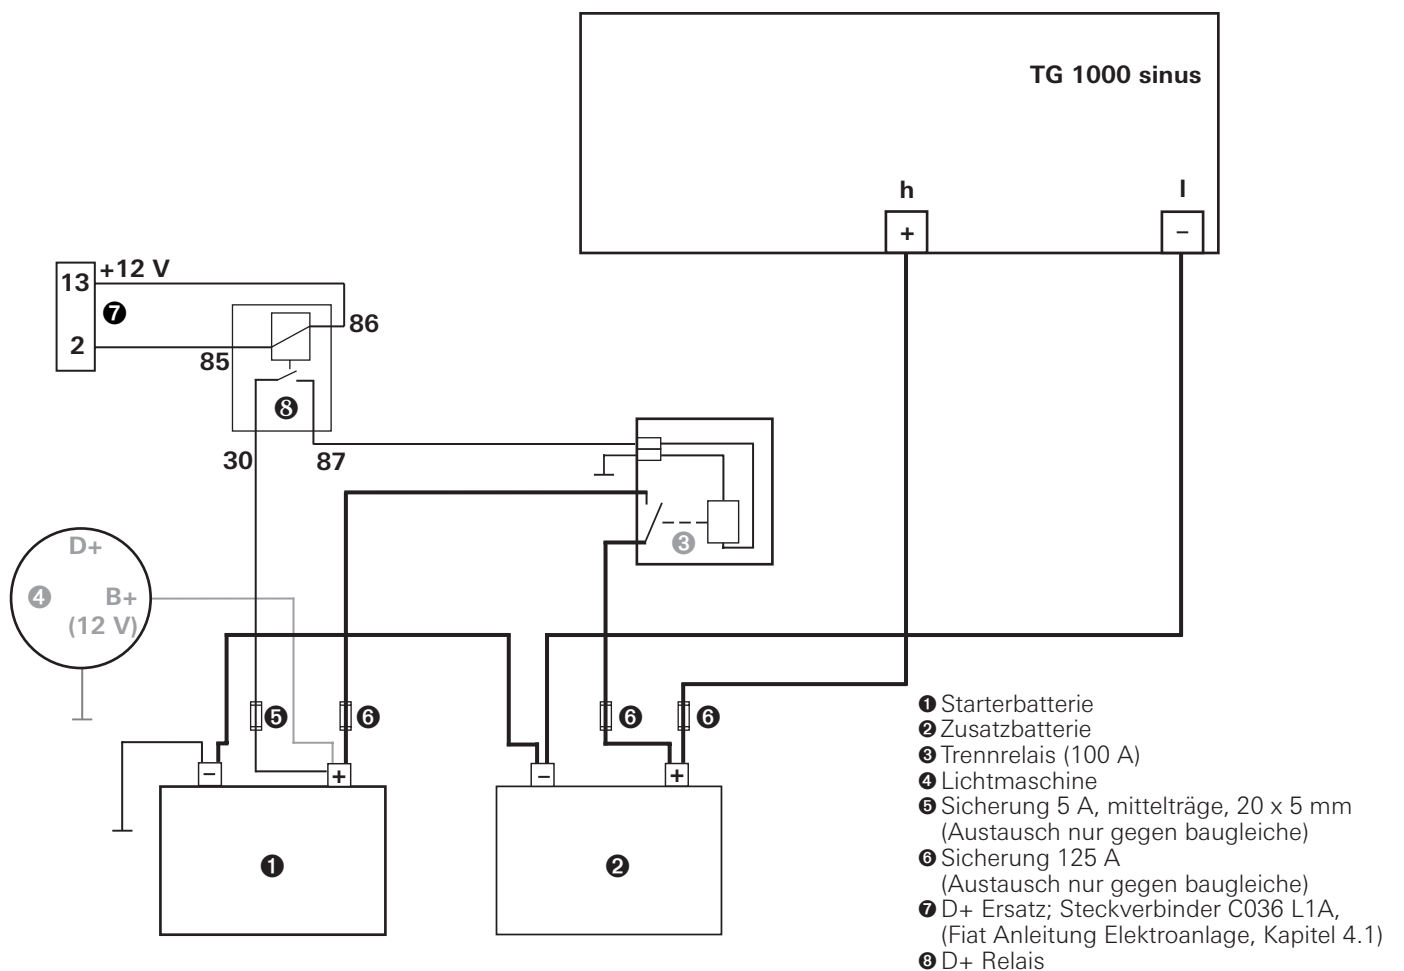 TG 1000 sinus
h
l
+
–
13
+12 V
❼
2
86
85
❽
30
87
❸
D+
❹
B+
(12 V)
❺
❻
❻
❻
–
+
–
+
❶
❷
❶ Starterbatterie
❷ Zusatzbatterie
❸ Trennrelais (100 A)
❹ Lichtmaschine
❺ Sicherung 5 A, mittelträge, 20 x 5 mm
(Austausch nur gegen baugleiche)
❻ Sicherung 125 A
(Austausch nur gegen baugleiche)
❼ D+ Ersatz; Steckverbinder C036 L1A,
(Fiat Anleitung Elektroanlage, Kapitel 4.1)
❽ D+ Relais